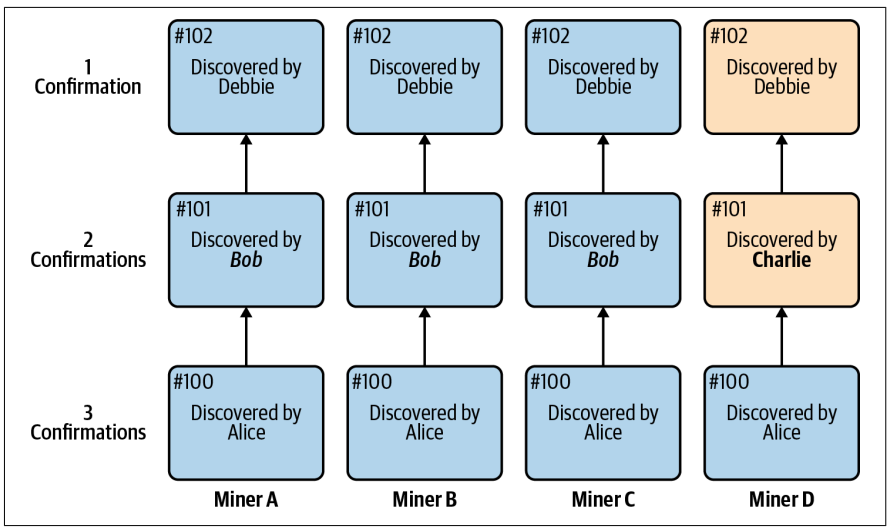 1
Confirmation
#102
Discovered by
Debbie
#102
Discovered by
Debbie
#102
Discovered by
Debbie
#102
Discovered by
Debbie
2
Confirmations
#101
Discovered by
Bob
#101
Discovered by
Bob
#101
Discovered by
Bob
#101
Discovered by
Charlie
3
Confirmations
#100
Discovered by
Alice
#100
Discovered by
Alice
#100
Discovered by
Alice
#100
Discovered by
Alice
Miner A
Miner B
Miner C
Miner D